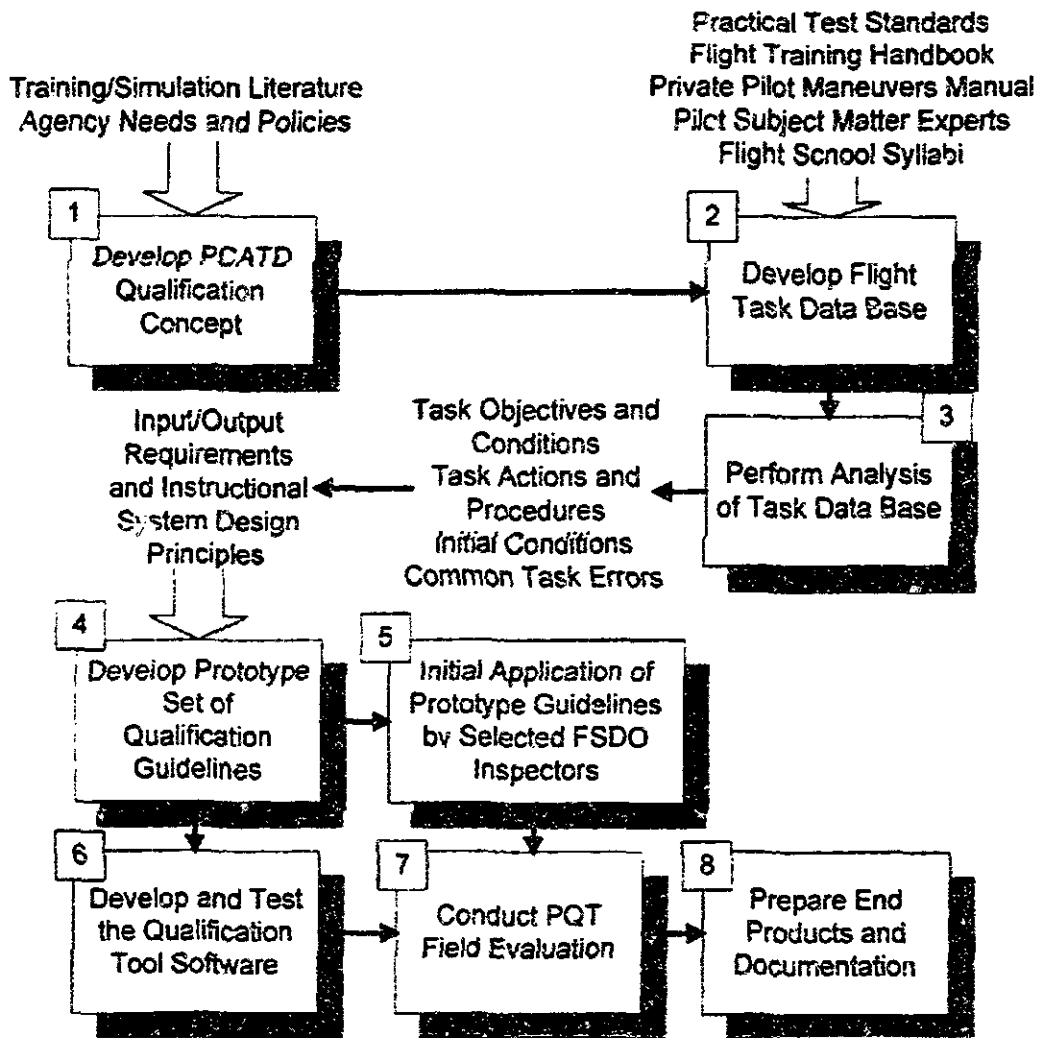 Practical Test Standards
Flight Training Handbook
Private Pilot Maneuvers Manual
Pilot Subject Matter Experts
Flight School Syllabi
Training/Simulation Literature
Agency Needs and Policies
1
Develop PCATD
Qualification
Concept
2
Develop Flight
Task Data Base
3
Perform Analysis
of Task Data Base
Task Objectives and
Conditions
Task Actions and
Procedures
Initial Conditions
Common Task Errors
Input/Output
Requirements
and Instructional
System Design
Principles
4
Develop Prototype
Set of
Qualification
Guidelines
5
Initial Application of
Prototype Guidelines
by Selected FSDO
Inspectors
6
Develop and Test
the Qualification
Tool Software
7
Conduct PQT
Field Evaluation
8
Prepare End
Products and
Documentation